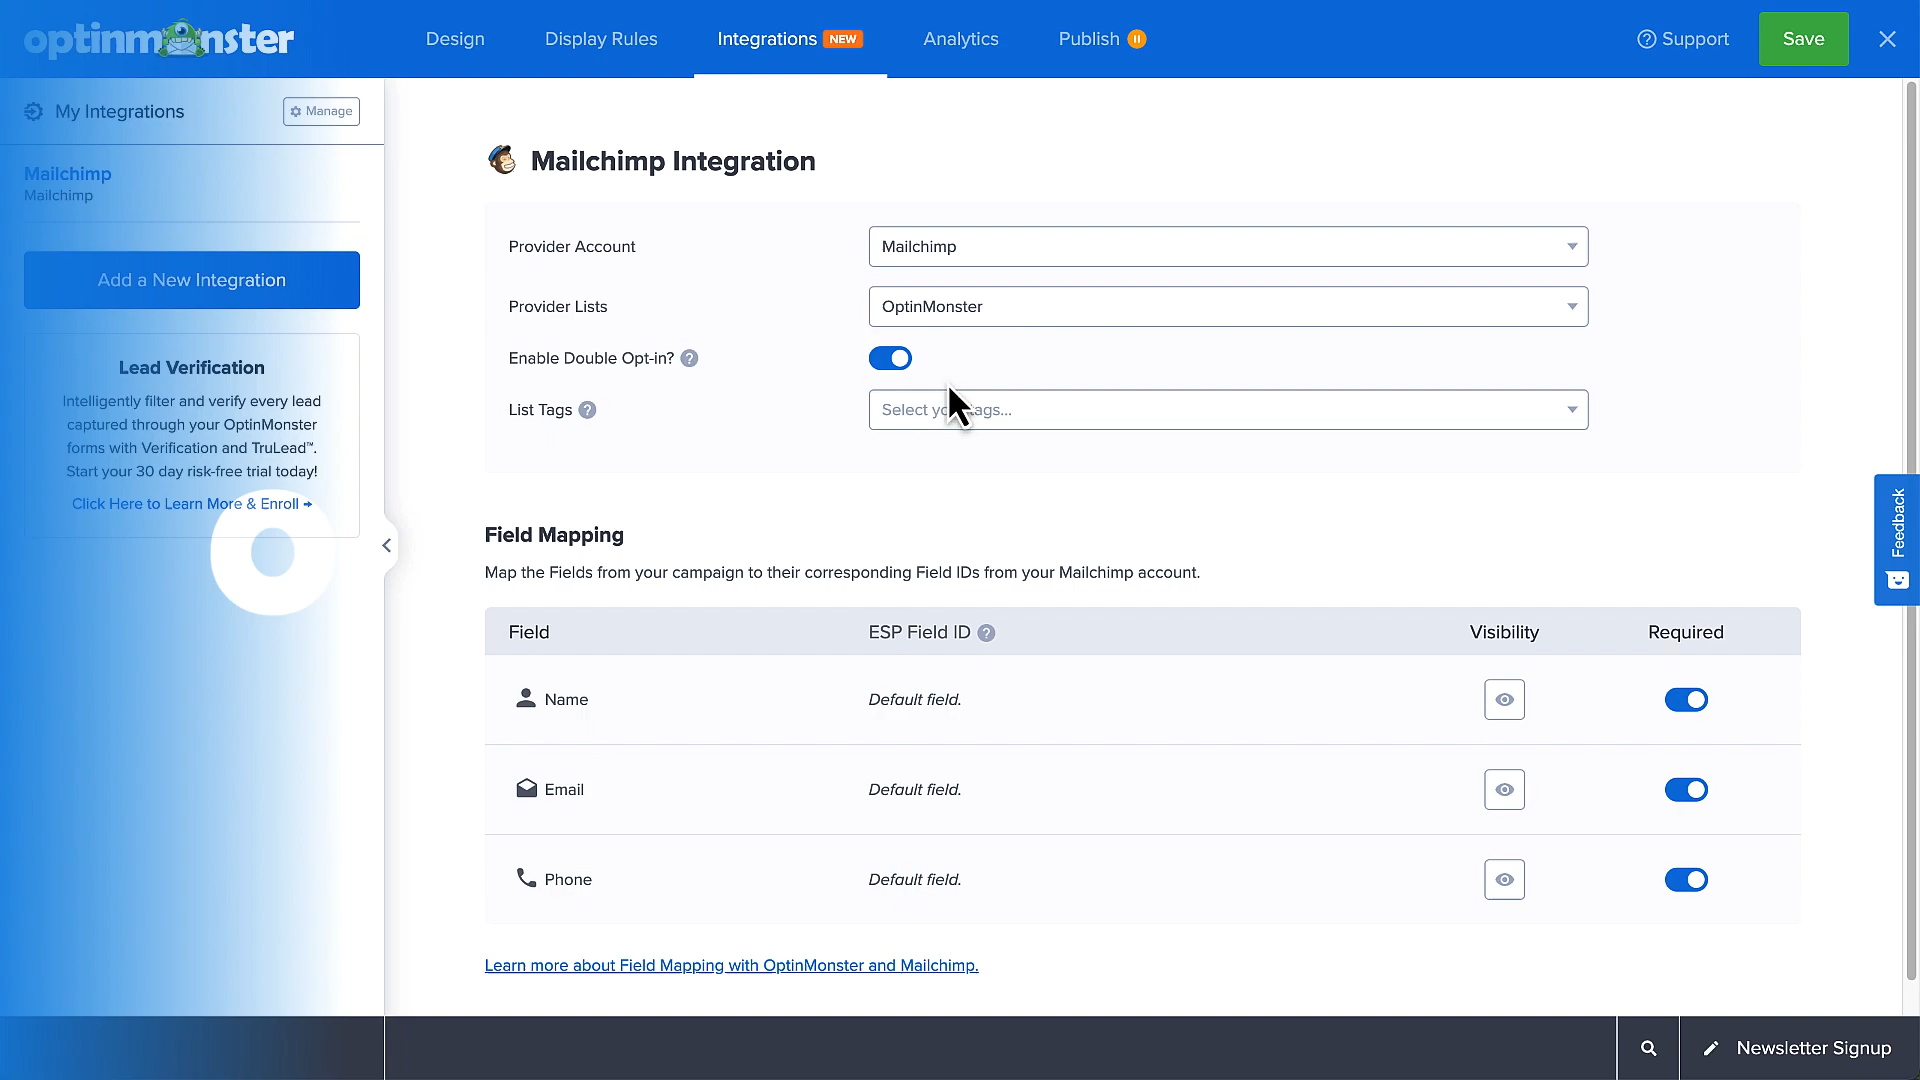 optinmonster
Design
Display Rules
Integrations NEW
Analytics
Publish
Support
Save
My Integrations
Manage
Mailchimp
Mailchimp
Add a New Integration
Lead Verification
Intelligently filter and verify every lead
captured through your OptinMonster
forms with Verification and TruLead™.
Start your 30 day risk-free trial today!
Click Here to Learn More & Enroll →
Mailchimp Integration
Provider Account
Mailchimp
Provider Lists
OptinMonster
Enable Double Opt-in? ?
List Tags ?
Select your tags...
Field Mapping
Map the Fields from your campaign to their corresponding Field IDs from your Mailchimp account.
Field
ESP Field ID ?
Visibility
Required
Name
Default field.
Email
Default field.
Phone
Default field.
Learn more about Field Mapping with OptinMonster and Mailchimp.
Feedback
Newsletter Signup